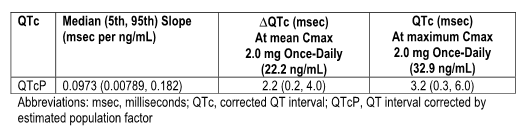 QTc Median (5th, 95th) Slope ΔQTc (msec) QTc (msec)
(msec per ng/mL) At mean Cmax At maximum Cmax
2.0 mg Once-Daily 2.0 mg Once-Daily
(22.2 ng/mL) (32.9 ng/mL)
QTcP 0.0973 (0.00789, 0.182) 2.2 (0.2, 4.0) 3.2 (0.3, 6.0)
Abbreviations: msec, milliseconds; QTc, corrected QT interval; QTcP, QT interval corrected by
estimated population factor